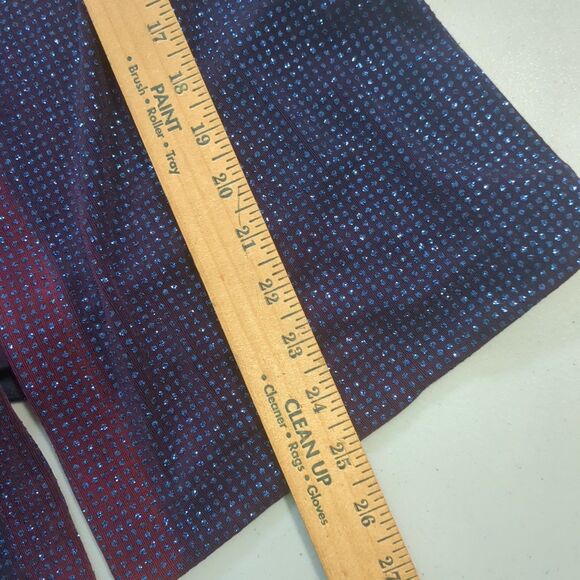 17
18
19
20
21
22
23
24
25
26
27
PAINT
• Brush • Roller • Tray
CLEAN UP
• Cleaner • Rags • Gloves